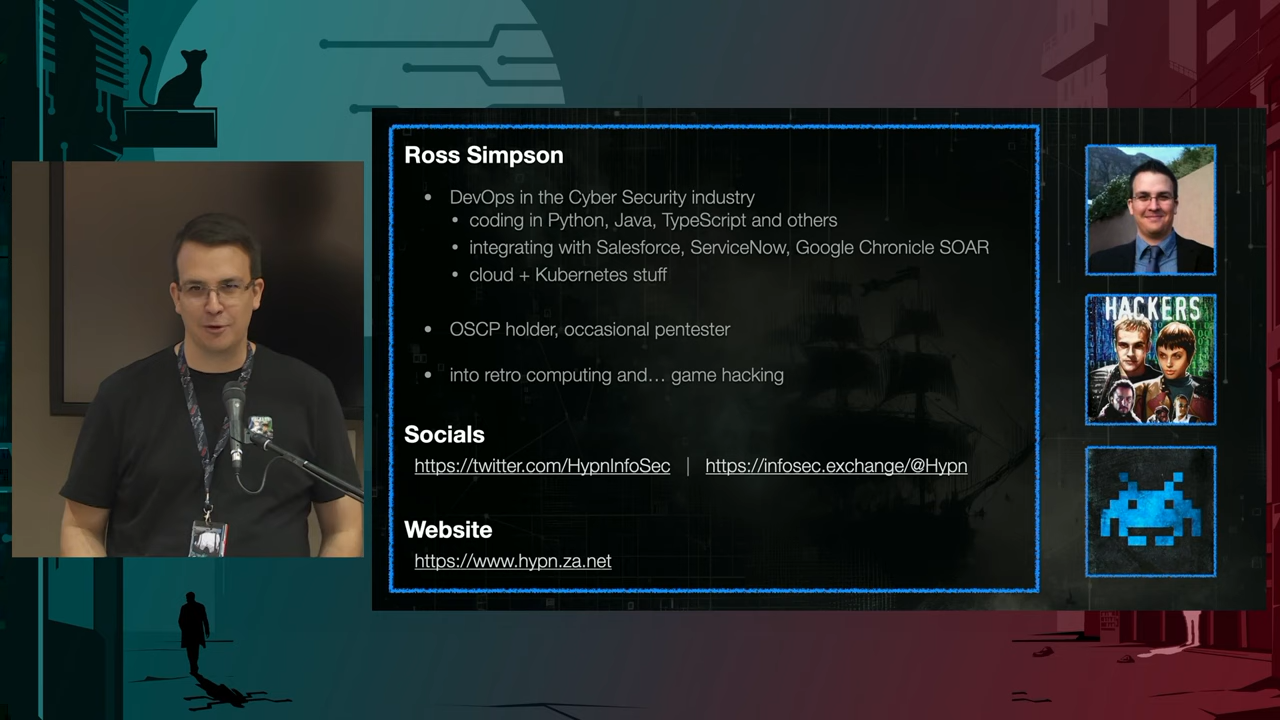 Ross Simpson
• DevOps in the Cyber Security industry
• coding in Python, Java, TypeScript and others
• integrating with Salesforce, ServiceNow, Google Chronicle SOAR
• cloud + Kubernetes stuff
• OSCP holder, occasional pentester
• into retro computing and... game hacking
Socials
https://twitter.com/HypnInfoSec | https://infosec.exchange/@Hypn
Website
https://www.hypn.za.net
HACKERS